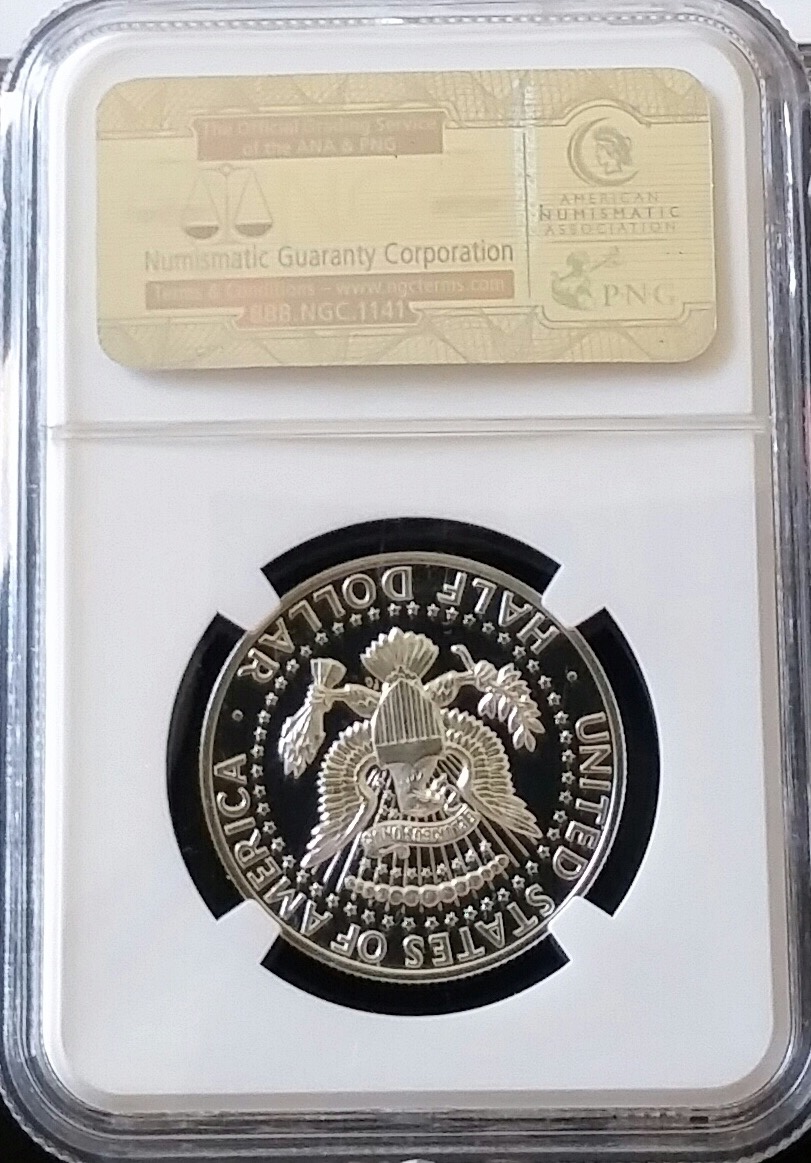 The Official Grading Service
of the ANA & PNG
Numismatic Guaranty Corporation
Terms & Conditions - www.ngcterms.com
888.NGC.1141
AMERICAN
NUMISMATIC
ASSOCIATION
PNG
UNITED STATES OF AMERICA
HALF DOLLAR